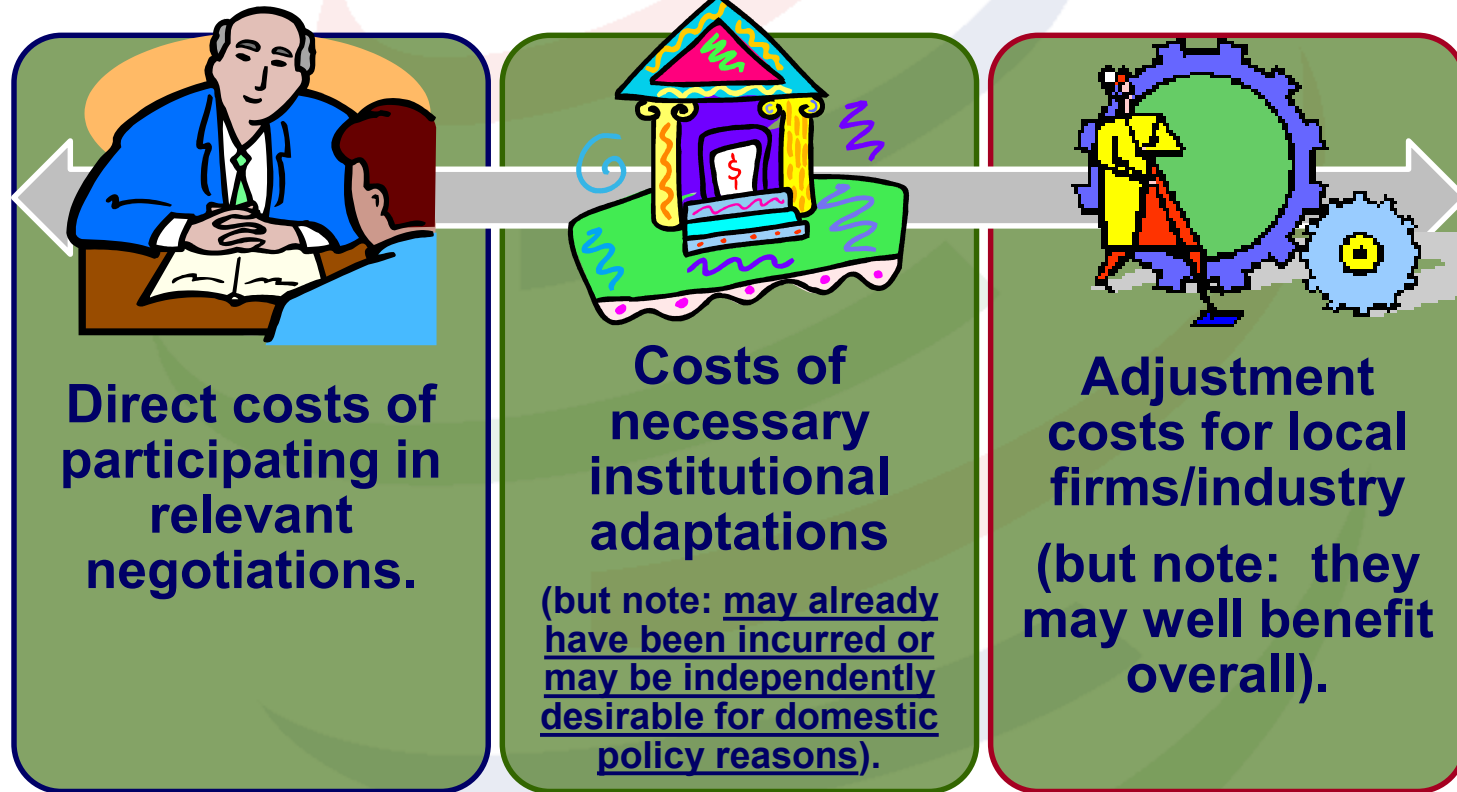 $
Direct costs of
participating in
relevant
negotiations.
Costs of
necessary
institutional
adaptations
(but note: may already
have been incurred or
may be independently
desirable for domestic
policy reasons).
Adjustment
costs for local
firms/industry
(but note:  they
may well benefit
overall).